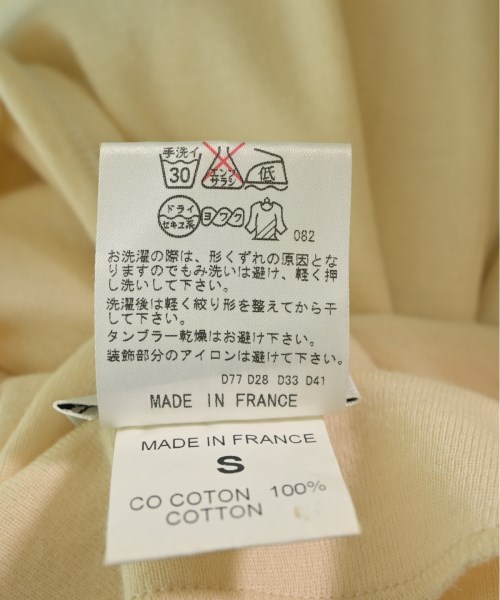 手洗イ
30
エンソ
サラシ
低
ドライ
セキユ系
ヨワク
082
お洗濯の際は、形くずれの原因とな
りますのでもみ洗いは避け、軽く押
し洗いして下さい。
洗濯後は軽く絞り形を整えてから干
して下さい。
タンブラー乾燥はお避け下さい。
装飾部分のアイロンは避けて下さい。
D77 D28 D33 D41
MADE IN FRANCE
MADE IN FRANCE
S
CO COTON 100%
COTTON